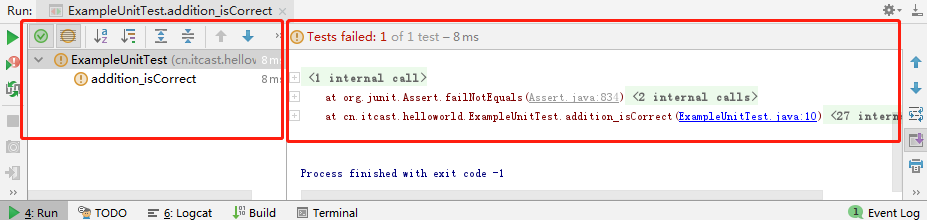 Run: ExampleUnitTest.addition_isCorrect ×
Tests failed: 1 of 1 test – 8 ms
ExampleUnitTest (cn.itcast.hellow 8 ms
addition_isCorrect 8 ms
<1 internal call>
at org.junit.Assert.failNotEquals(Assert.java:834) <2 internal calls>
at cn.itcast.helloworld.ExampleUnitTest.addition_isCorrect(ExampleUnitTest.java:10) <27 intern
Process finished with exit code -1
4: Run TODO 6: Logcat Build Terminal 1 Event Log